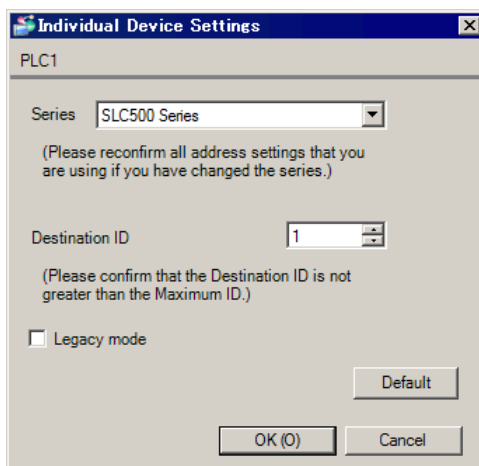 Individual Device Settings
PLC1
Series SLC500 Series
(Please reconfirm all address settings that you
are using if you have changed the series.)
Destination ID 1
(Please confirm that the Destination ID is not
greater than the Maximum ID.)
Legacy mode
Default
OK (O) Cancel